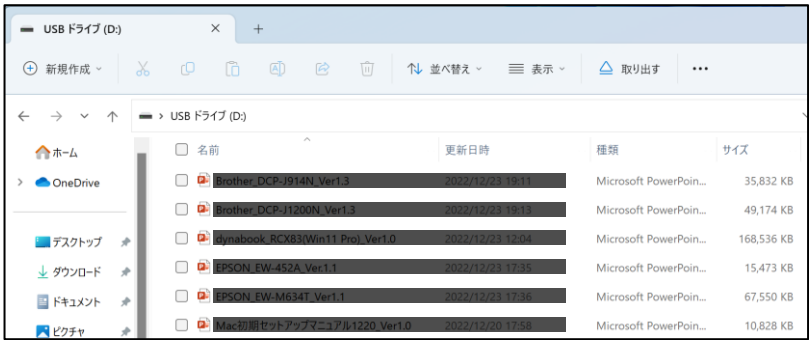 USB ドライブ (D:)
新規作成 並べ替え 表示 取り出す
USB ドライブ (D:)
ホーム
OneDrive
デスクトップ
ダウンロード
ドキュメント
ピクチャ
名前 更新日時 種類 サイズ
Brother_DCP-J914N_Ver1.3 2022/12/23 19:11 Microsoft PowerPoin... 35,832 KB
Brother_DCP-J1200N_Ver1.3 2022/12/23 19:13 Microsoft PowerPoin... 49,174 KB
dynabook_RCX83(Win11 Pro)_Ver1.0 2022/12/23 12:04 Microsoft PowerPoin... 168,536 KB
EPSON_EW-452A_Ver.1.1 2022/12/23 17:35 Microsoft PowerPoin... 15,473 KB
EPSON_EW-M634T_Ver1.1 2022/12/23 17:36 Microsoft PowerPoin... 67,550 KB
Mac初期セットアップマニュアル1220_Ver1.0 2022/12/20 17:58 Microsoft PowerPoin... 10,828 KB